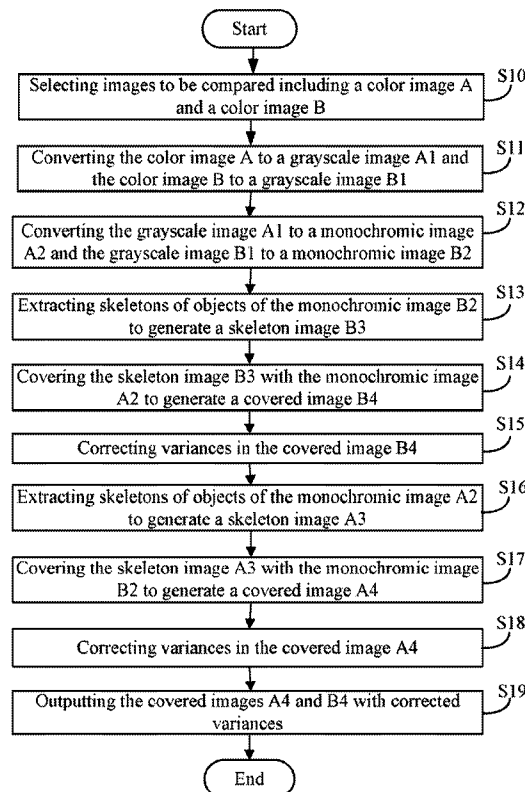 Start
S10
Selecting images to be compared including a color image A
and a color image B
S11
Converting the color image A to a grayscale image A1 and
the color image B to a grayscale image B1
S12
Converting the grayscale image A1 to a monochromic image
A2 and the grayscale image B1 to a monochromic image B2
S13
Extracting skeletons of objects of the monochromic image B2
to generate a skeleton image B3
S14
Covering the skeleton image B3 with the monochromic image
A2 to generate a covered image B4
S15
Correcting variances in the covered image B4
S16
Extracting skeletons of objects of the monochromic image A2
to generate a skeleton image A3
S17
Covering the skeleton image A3 with the monochromic image
B2 to generate a covered image A4
S18
Correcting variances in the covered image A4
S19
Outputting the covered images A4 and B4 with corrected
variances
End